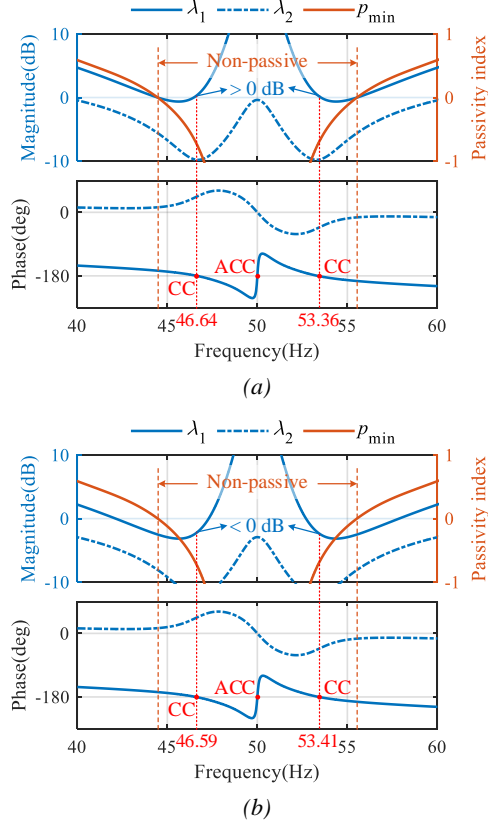 λ1 λ2 pmin
10
0
-10
Magnitude(dB)
Non-passive
> 0 dB
1
0
-1
Passivity index
0
-180
Phase(deg)
CC
ACC
CC
40 45 50 55 60
46.64
53.36
Frequency(Hz)
(a)
λ1 λ2 pmin
10
0
-10
Magnitude(dB)
Non-passive
< 0 dB
1
0
-1
Passivity index
0
-180
Phase(deg)
CC
ACC
CC
40 45 50 55 60
46.59
53.41
Frequency(Hz)
(b)